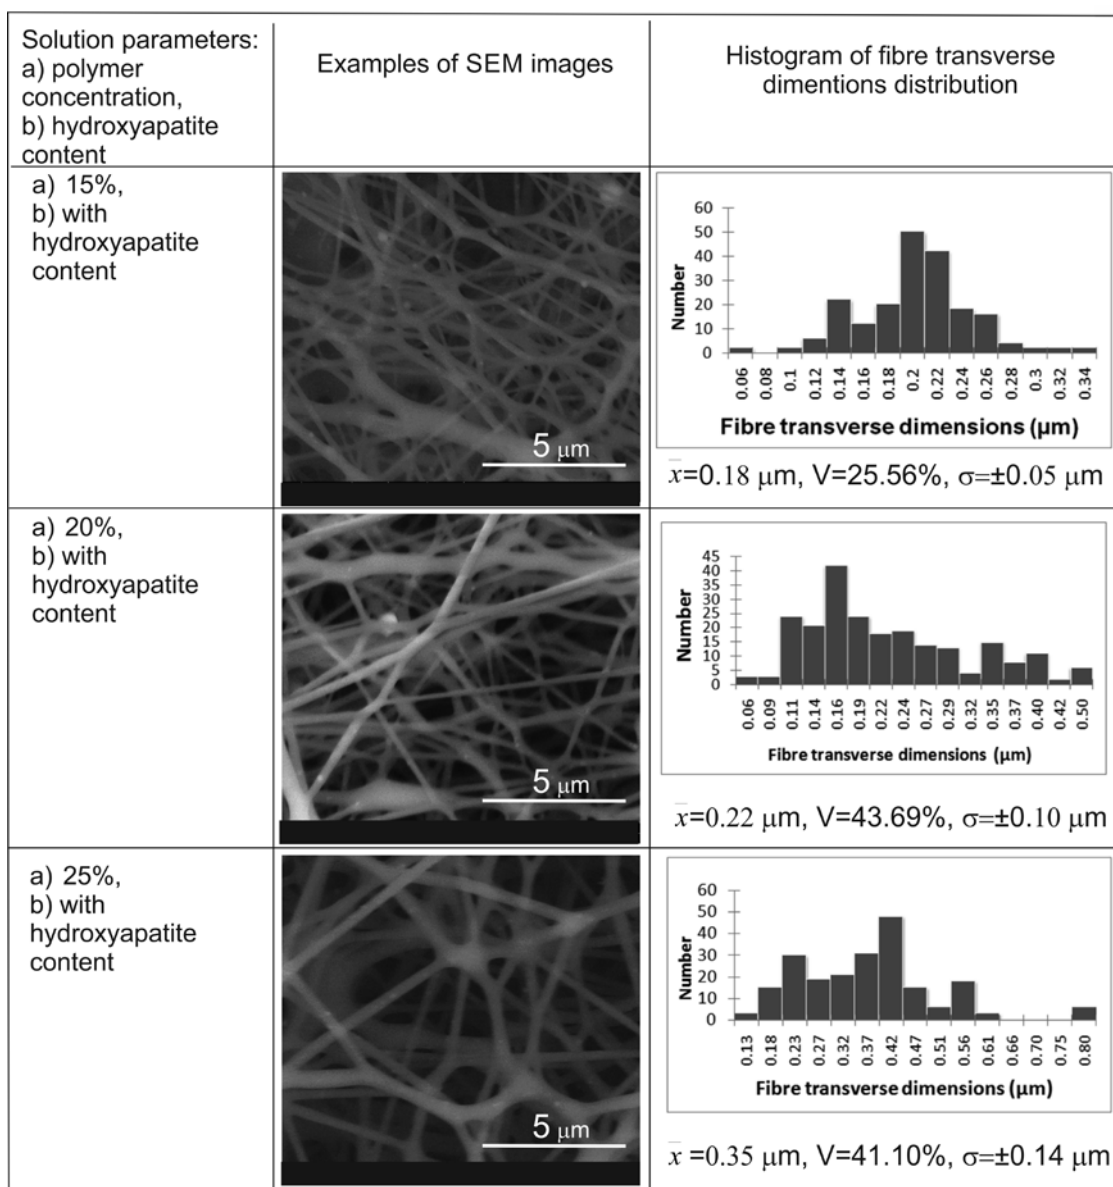 Solution parameters:
a) polymer
concentration,
b) hydroxyapatite
content
Examples of SEM images
Histogram of fibre transverse
dimentions distribution
a) 15%,
b) with
hydroxyapatite
content
5 μm
60
50
40
30
20
10
0
Number
0.06 0.08 0.1 0.12 0.14 0.16 0.18 0.2 0.22 0.24 0.26 0.28 0.3 0.32 0.34
Fibre transverse dimensions (μm)
x̄=0.18 μm, V=25.56%, σ=±0.05 μm
a) 20%,
b) with
hydroxyapatite
content
5 μm
45
40
35
30
25
20
15
10
5
0
Number
0.06 0.09 0.11 0.14 0.16 0.19 0.22 0.24 0.27 0.29 0.32 0.35 0.37 0.40 0.42 0.50
Fibre transverse dimensions (μm)
x̄=0.22 μm, V=43.69%, σ=±0.10 μm
a) 25%,
b) with
hydroxyapatite
content
5 μm
60
50
40
30
20
10
0
Number
0.13 0.18 0.23 0.27 0.32 0.37 0.42 0.47 0.51 0.56 0.61 0.66 0.70 0.75 0.80
Fibre transverse dimensions (μm)
x̄ =0.35 μm, V=41.10%, σ=±0.14 μm